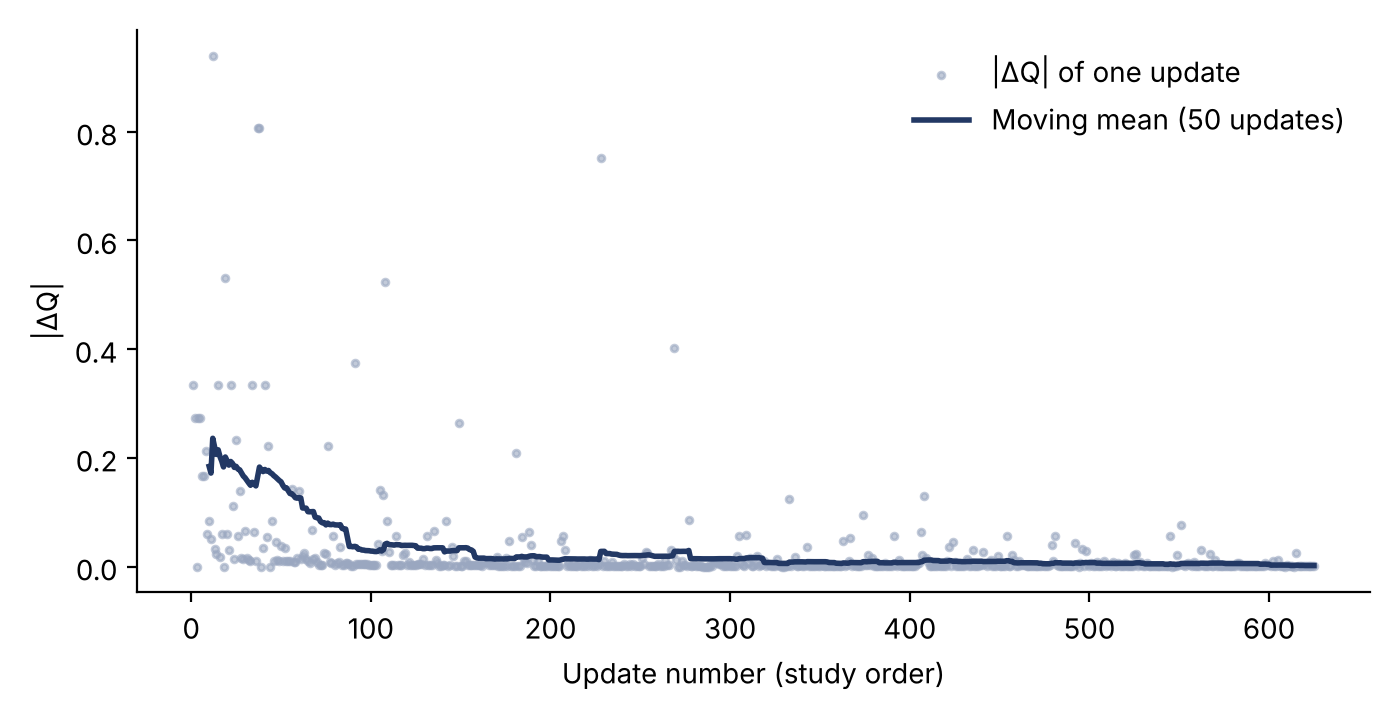 |ΔQ| of one update
Moving mean (50 updates)
0.8
0.6
0.4
0.2
0.0
|ΔQ|
0 100 200 300 400 500 600
Update number (study order)